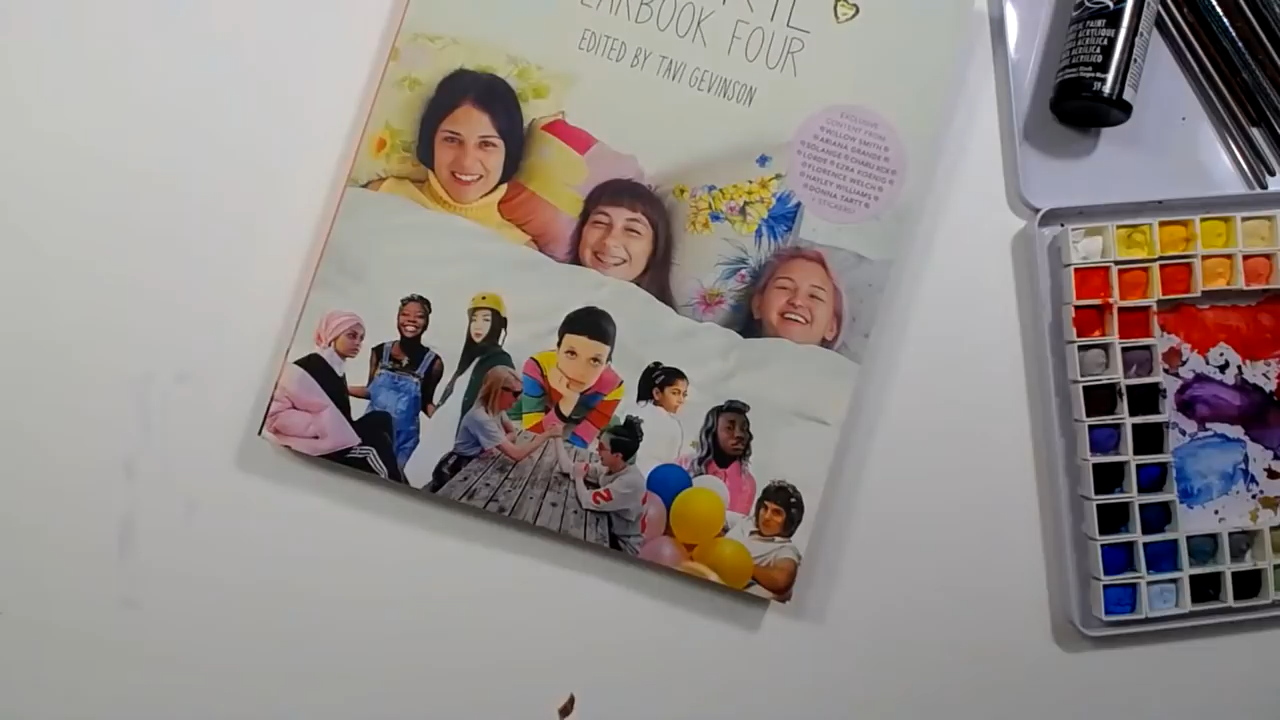 EARBOOK FOUR
EDITED BY TAVI GEVINSON
EXCLUSIVE
CONTENT FROM
WILLOW SMITH
ARIANA GRANDE
SOLANGE CHARLI XCX
LORDE EZRA KOENIG
FLORENCE WELCH
HAYLEY WILLIAMS
DONNA TARTT
+ STICKERS!